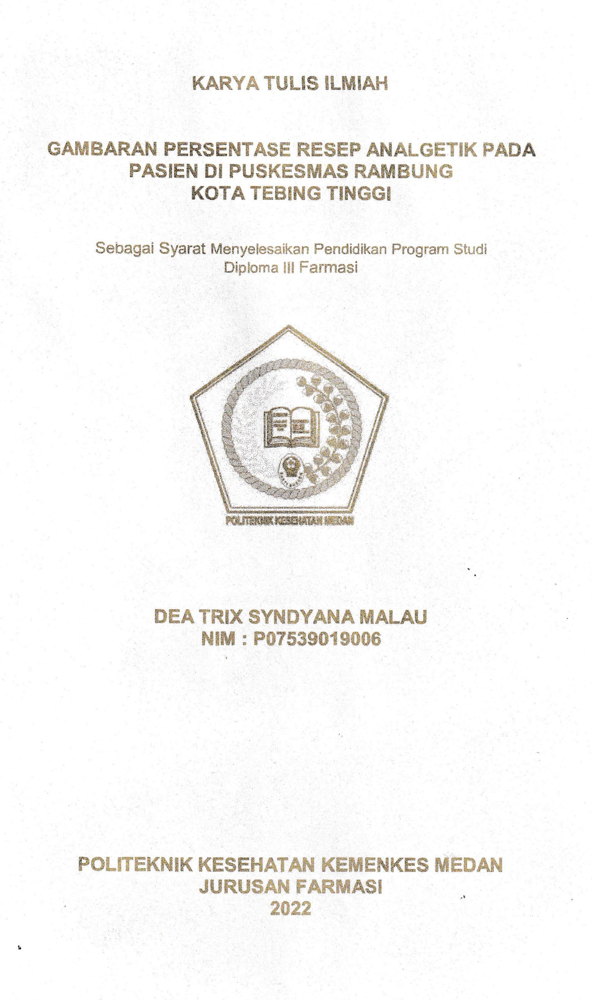 KARYA TULIS ILMIAH
GAMBARAN PERSENTASE RESEP ANALGETIK PADA
PASIEN DI PUSKESMAS RAMBUNG
KOTA TEBING TINGGI
Sebagai Syarat Menyelesaikan Pendidikan Program Studi
Diploma III Farmasi
POLITEKNIK KESEHATAN MEDAN
DEA TRIX SYNDYANA MALAU
NIM : P07539019006
POLITEKNIK KESEHATAN KEMENKES MEDAN
JURUSAN FARMASI
2022